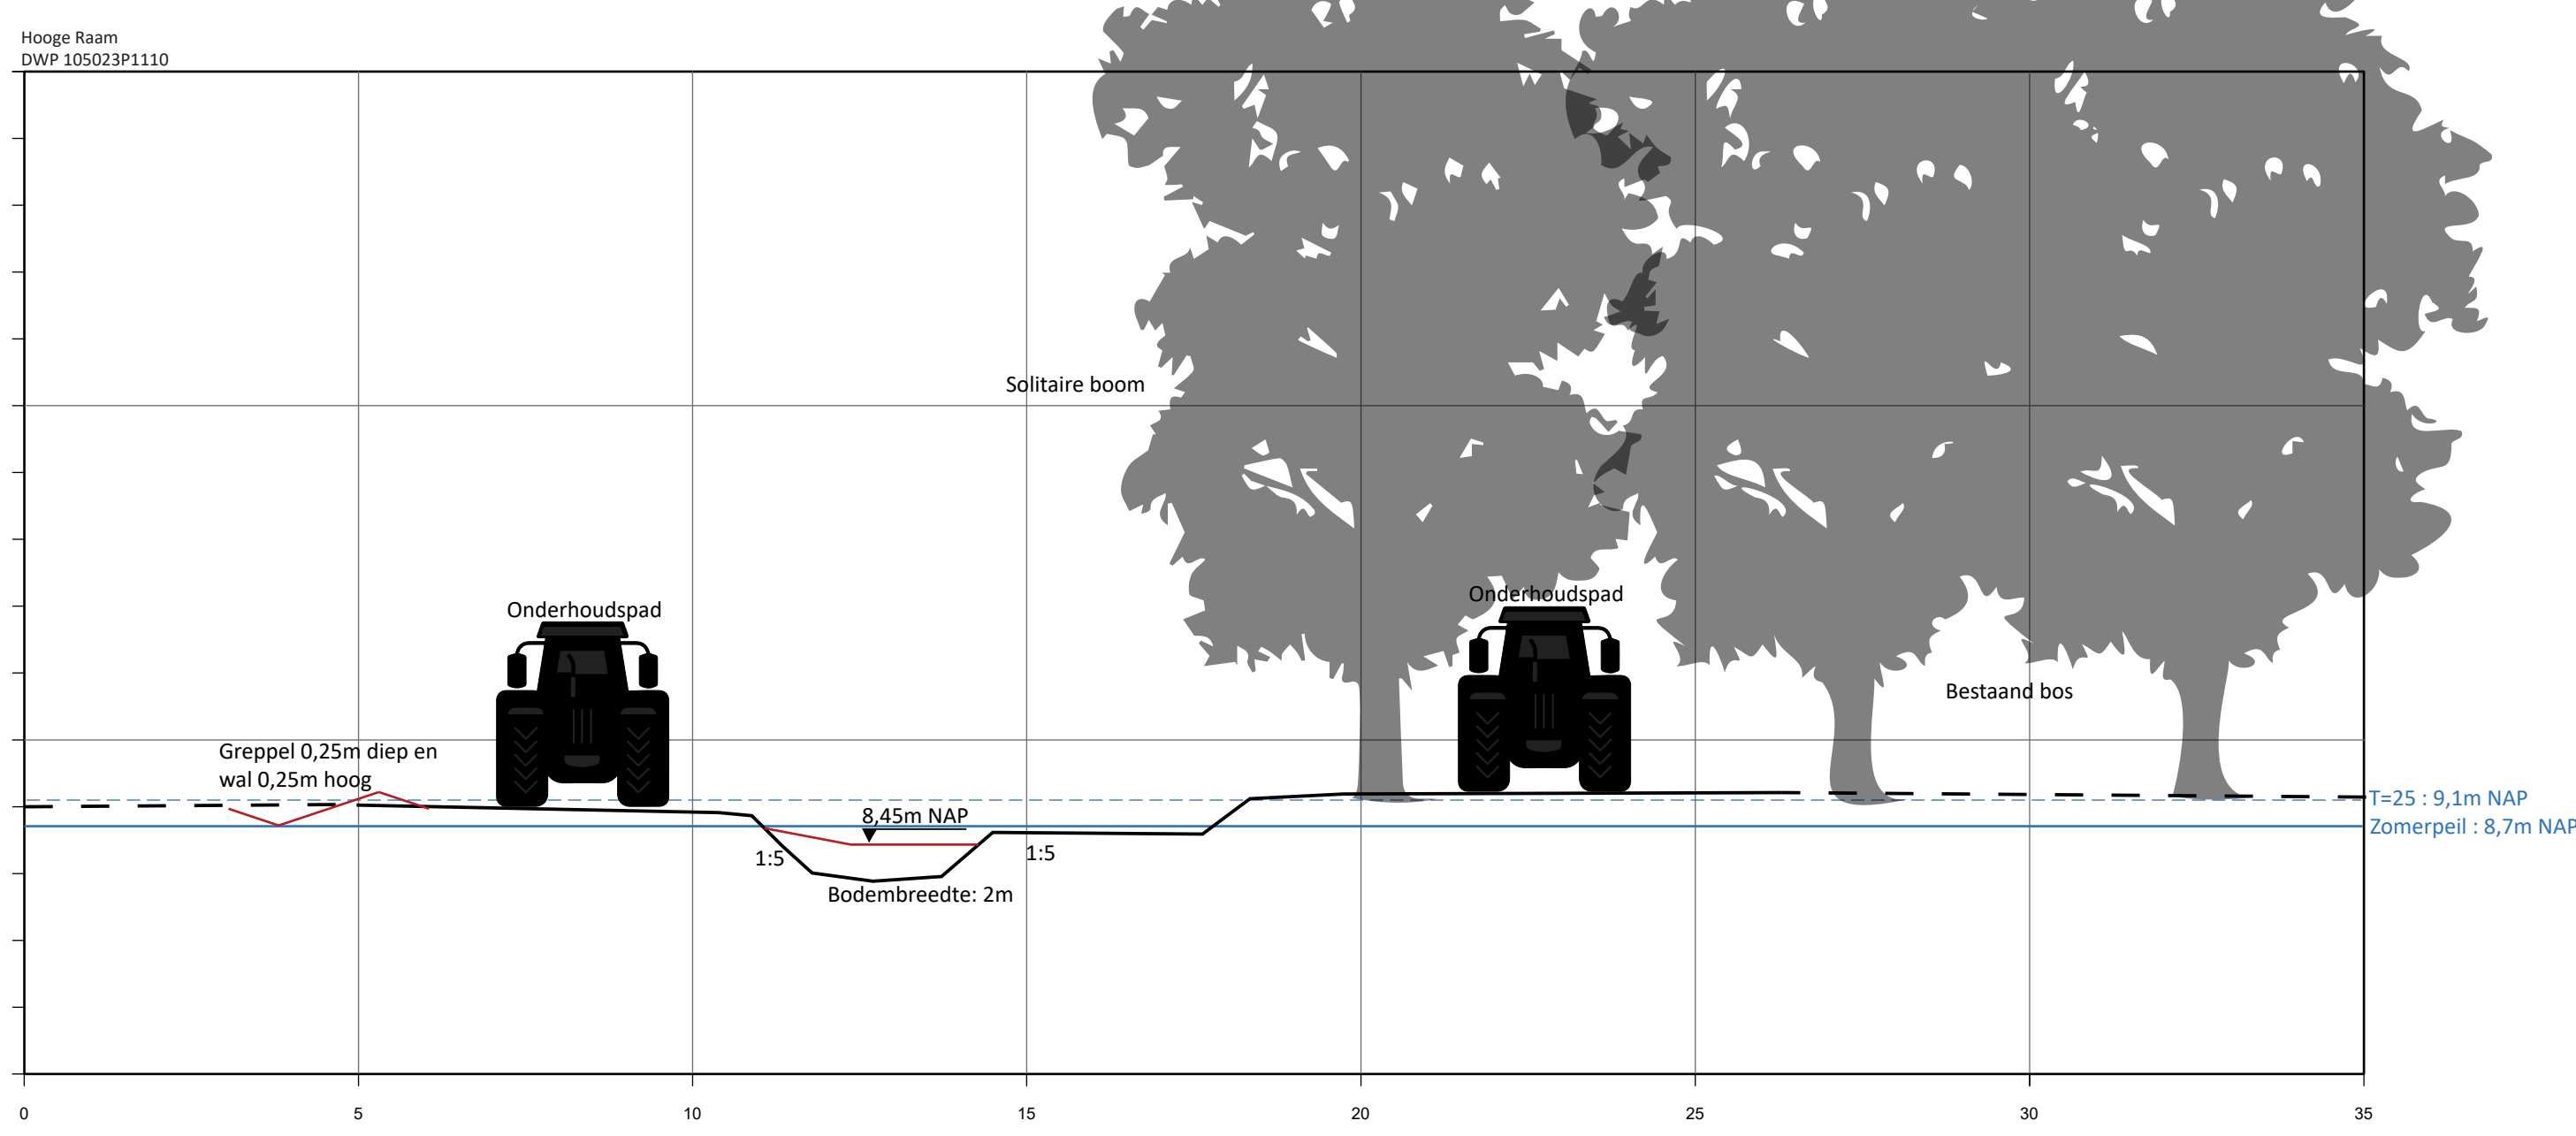 Hooge Raam
DWP 105023P1110
Solitaire boom
Onderhoudspad
Onderhoudspad
Bestaand bos
Greppel 0,25m diep en
wal 0,25m hoog
T=25 : 9,1m NAP
8,45m NAP
Zomerpeil : 8,7m NAP
1:5
1:5
Bodembreedte: 2m
0 5 10 15 20 25 30 35